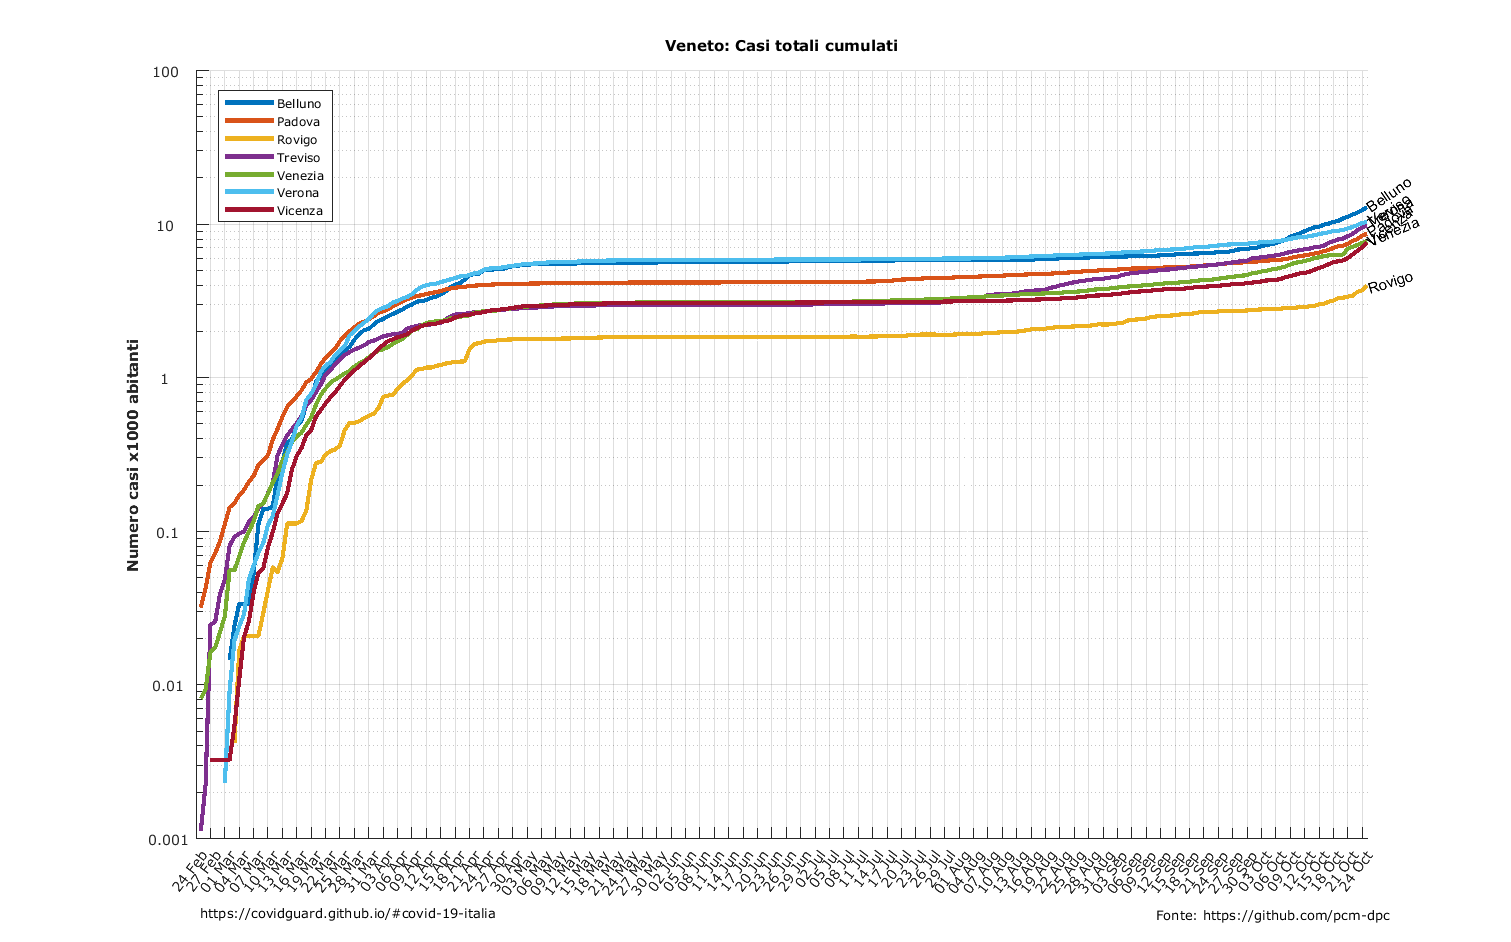 Veneto: Casi totali cumulati
100
10
1
0.1
0.01
0.001
Numero casi x1000 abitanti
Belluno
Padova
Rovigo
Treviso
Venezia
Verona
Vicenza
Belluno
Verona
Treviso
Padova
Vicenza
Venezia
Rovigo
24 Feb
27 Feb
01 Mar
04 Mar
07 Mar
10 Mar
13 Mar
16 Mar
19 Mar
22 Mar
25 Mar
28 Mar
31 Mar
03 Apr
06 Apr
09 Apr
12 Apr
15 Apr
18 Apr
21 Apr
24 Apr
27 Apr
30 Apr
03 May
06 May
09 May
12 May
15 May
18 May
21 May
24 May
27 May
30 May
02 Jun
05 Jun
08 Jun
11 Jun
14 Jun
17 Jun
20 Jun
23 Jun
26 Jun
29 Jun
02 Jul
05 Jul
08 Jul
11 Jul
14 Jul
17 Jul
20 Jul
23 Jul
26 Jul
29 Jul
01 Aug
04 Aug
07 Aug
10 Aug
13 Aug
16 Aug
19 Aug
22 Aug
25 Aug
28 Aug
31 Aug
03 Sep
06 Sep
09 Sep
12 Sep
15 Sep
18 Sep
21 Sep
24 Sep
27 Sep
30 Sep
03 Oct
06 Oct
09 Oct
12 Oct
15 Oct
18 Oct
21 Oct
24 Oct
https://covidguard.github.io/#covid-19-italia
Fonte: https://github.com/pcm-dpc